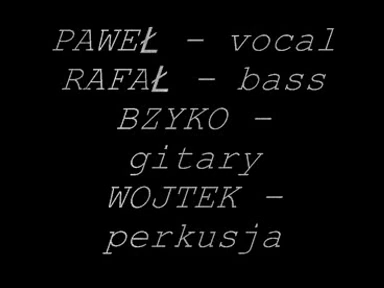 PAWEŁ - vocal
RAFAŁ - bass
BZYKO -
gitary
WOJTEK -
perkusja